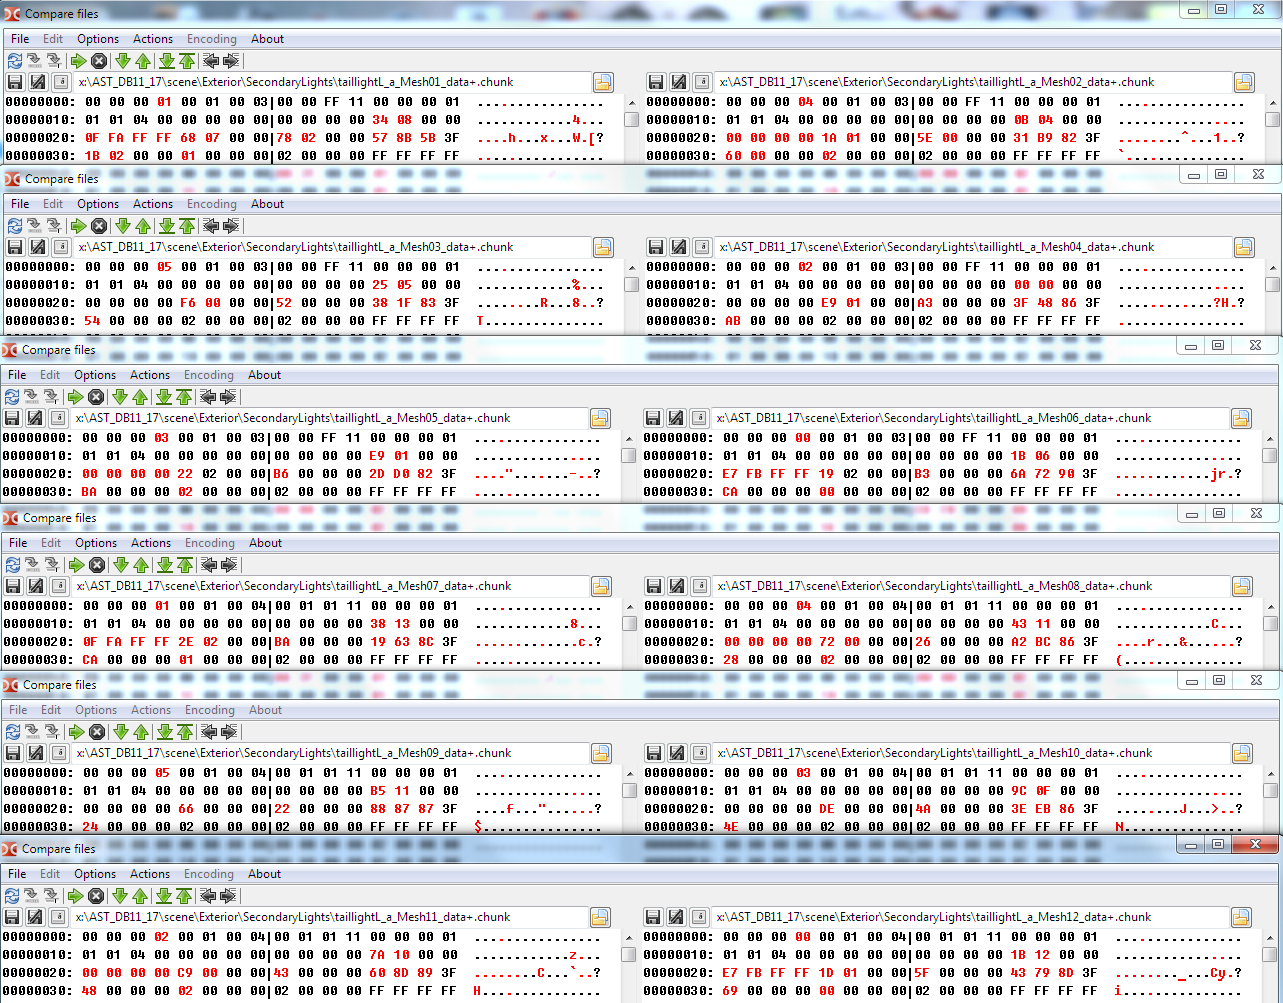 Compare files
File Edit Options Actions Encoding About
x:\AST_DB11_17\scene\Exterior\SecondaryLights\taillightL_a_Mesh01_data+.chunk x:\AST_DB11_17\scene\Exterior\SecondaryLights\taillightL_a_Mesh02_data+.chunk
00000000: 00 00 00 01 00 01 00 03|00 00 FF 11 00 00 00 01 ................ 00000000: 00 00 00 04 00 01 00 03|00 00 FF 11 00 00 00 01 ................
00000010: 01 01 04 00 00 00 00 00|00 00 00 00 34 08 00 00 ............4... 00000010: 01 01 04 00 00 00 00 00|00 00 00 00 0B 04 00 00 ................
00000020: 0F FA FF FF 68 07 00 00|78 02 00 00 57 8B 5B 3F ....h...x...W.[? 00000020: 00 00 00 00 1A 01 00 00|5E 00 00 00 31 B9 82 3F ........^...1..?
00000030: 1B 02 00 00 01 00 00 00|02 00 00 00 FF FF FF FF ................ 00000030: 60 00 00 00 02 00 00 00|02 00 00 00 FF FF FF FF `...............
Compare files
File Edit Options Actions Encoding About
x:\AST_DB11_17\scene\Exterior\SecondaryLights\taillightL_a_Mesh03_data+.chunk x:\AST_DB11_17\scene\Exterior\SecondaryLights\taillightL_a_Mesh04_data+.chunk
00000000: 00 00 00 05 00 01 00 03|00 00 FF 11 00 00 00 01 ................ 00000000: 00 00 00 02 00 01 00 03|00 00 FF 11 00 00 00 01 ................
00000010: 01 01 04 00 00 00 00 00|00 00 00 00 25 05 00 00 ............%... 00000010: 01 01 04 00 00 00 00 00|00 00 00 00 00 00 00 00 ................
00000020: 00 00 00 00 F6 00 00 00|52 00 00 00 38 1F 83 3F ........R...8..? 00000020: 00 00 00 00 E9 01 00 00|A3 00 00 00 3F 48 86 3F ............?H.?
00000030: 54 00 00 00 02 00 00 00|02 00 00 00 FF FF FF FF T............... 00000030: AB 00 00 00 02 00 00 00|02 00 00 00 FF FF FF FF ................
Compare files
File Edit Options Actions Encoding About
x:\AST_DB11_17\scene\Exterior\SecondaryLights\taillightL_a_Mesh05_data+.chunk x:\AST_DB11_17\scene\Exterior\SecondaryLights\taillightL_a_Mesh06_data+.chunk
00000000: 00 00 00 03 00 01 00 03|00 00 FF 11 00 00 00 01 ................ 00000000: 00 00 00 00 00 01 00 03|00 00 FF 11 00 00 00 01 ................
00000010: 01 01 04 00 00 00 00 00|00 00 00 00 E9 01 00 00 ................ 00000010: 01 01 04 00 00 00 00 00|00 00 00 00 1B 06 00 00 ................
00000020: 00 00 00 00 22 02 00 00|B6 00 00 00 2D D0 82 3F ....".......-..? 00000020: E7 FB FF FF 19 02 00 00|B3 00 00 00 6A 72 90 3F ............jr.?
00000030: BA 00 00 00 02 00 00 00|02 00 00 00 FF FF FF FF ................ 00000030: CA 00 00 00 00 00 00 00|02 00 00 00 FF FF FF FF ................
Compare files
File Edit Options Actions Encoding About
x:\AST_DB11_17\scene\Exterior\SecondaryLights\taillightL_a_Mesh07_data+.chunk x:\AST_DB11_17\scene\Exterior\SecondaryLights\taillightL_a_Mesh08_data+.chunk
00000000: 00 00 00 01 00 01 00 04|00 01 01 11 00 00 00 01 ................ 00000000: 00 00 00 04 00 01 00 04|00 01 01 11 00 00 00 01 ................
00000010: 01 01 04 00 00 00 00 00|00 00 00 00 38 13 00 00 ............8... 00000010: 01 01 04 00 00 00 00 00|00 00 00 00 43 11 00 00 ............C...
00000020: 0F FA FF FF 2E 02 00 00|BA 00 00 00 19 63 8C 3F .............c.? 00000020: 00 00 00 00 72 00 00 00|26 00 00 00 A2 BC 86 3F ....r...&......?
00000030: CA 00 00 00 01 00 00 00|02 00 00 00 FF FF FF FF ................ 00000030: 28 00 00 00 02 00 00 00|02 00 00 00 FF FF FF FF (...............
Compare files
File Edit Options Actions Encoding About
x:\AST_DB11_17\scene\Exterior\SecondaryLights\taillightL_a_Mesh09_data+.chunk x:\AST_DB11_17\scene\Exterior\SecondaryLights\taillightL_a_Mesh10_data+.chunk
00000000: 00 00 00 05 00 01 00 04|00 01 01 11 00 00 00 01 ................ 00000000: 00 00 00 03 00 01 00 04|00 01 01 11 00 00 00 01 ................
00000010: 01 01 04 00 00 00 00 00|00 00 00 00 B5 11 00 00 ................ 00000010: 01 01 04 00 00 00 00 00|00 00 00 00 9C 0F 00 00 ................
00000020: 00 00 00 00 66 00 00 00|22 00 00 00 88 87 87 3F ....f..."......? 00000020: 00 00 00 00 DE 00 00 00|4A 00 00 00 3E EB 86 3F ........J...>..?
00000030: 24 00 00 00 02 00 00 00|02 00 00 00 FF FF FF FF $............... 00000030: 4E 00 00 00 02 00 00 00|02 00 00 00 FF FF FF FF N...............
Compare files
File Edit Options Actions Encoding About
x:\AST_DB11_17\scene\Exterior\SecondaryLights\taillightL_a_Mesh11_data+.chunk x:\AST_DB11_17\scene\Exterior\SecondaryLights\taillightL_a_Mesh12_data+.chunk
00000000: 00 00 00 02 00 01 00 04|00 01 01 11 00 00 00 01 ................ 00000000: 00 00 00 00 00 01 00 04|00 01 01 11 00 00 00 01 ................
00000010: 01 01 04 00 00 00 00 00|00 00 00 00 7A 10 00 00 ............z... 00000010: 01 01 04 00 00 00 00 00|00 00 00 00 1B 12 00 00 ................
00000020: 00 00 00 00 C9 00 00 00|43 00 00 00 60 8D 89 3F ........C...`..? 00000020: E7 FB FF FF 1D 01 00 00|5F 00 00 00 43 79 8D 3F ........_...Cy.?
00000030: 48 00 00 00 02 00 00 00|02 00 00 00 FF FF FF FF H............... 00000030: 69 00 00 00 00 00 00 00|02 00 00 00 FF FF FF FF i...............